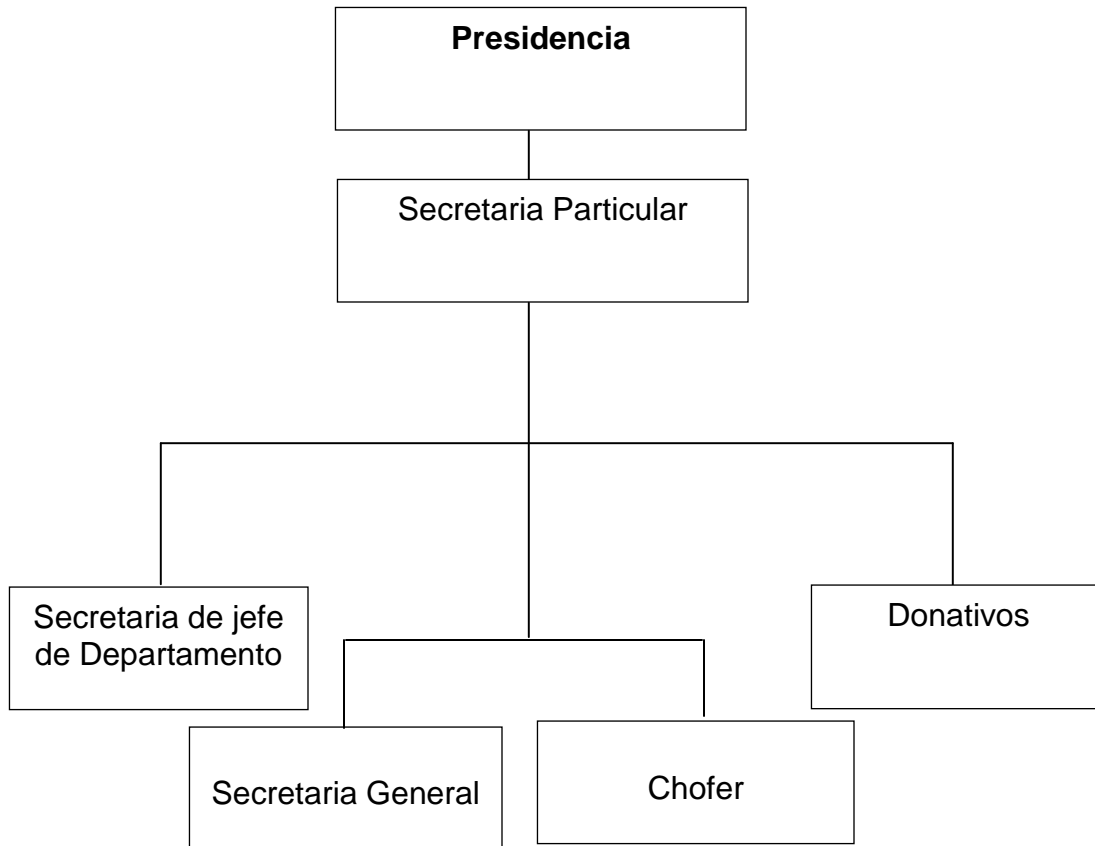 Presidencia
Secretaria Particular
Secretaria de jefe
de Departamento
Donativos
Secretaria General
Chofer